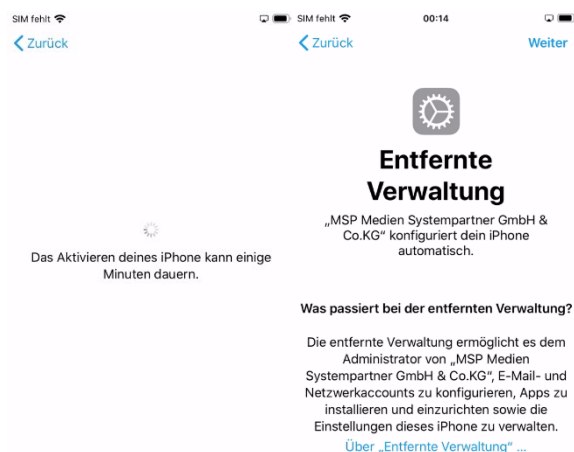 SIM fehlt
Zurück
Das Aktivieren deines iPhone kann einige
Minuten dauern.
SIM fehlt 00:14
Zurück Weiter
Entfernte
Verwaltung
„MSP Medien Systempartner GmbH &
Co.KG“ konfiguriert dein iPhone
automatisch.
Was passiert bei der entfernten Verwaltung?
Die entfernte Verwaltung ermöglicht es dem
Administrator von „MSP Medien
Systempartner GmbH & Co.KG“, E-Mail- und
Netzwerkaccounts zu konfigurieren, Apps zu
installieren und einzurichten sowie die
Einstellungen dieses iPhone zu verwalten.
Über „Entfernte Verwaltung“ ...